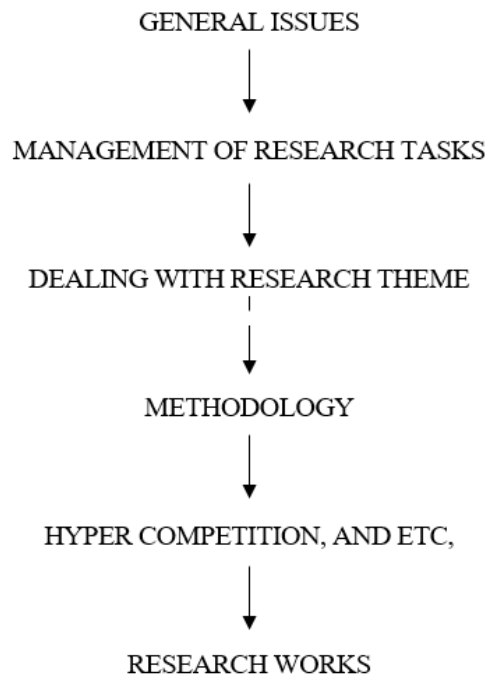 GENERAL ISSUES
MANAGEMENT OF RESEARCH TASKS
DEALING WITH RESEARCH THEME
METHODOLOGY
HYPER COMPETITION, AND ETC,
RESEARCH WORKS